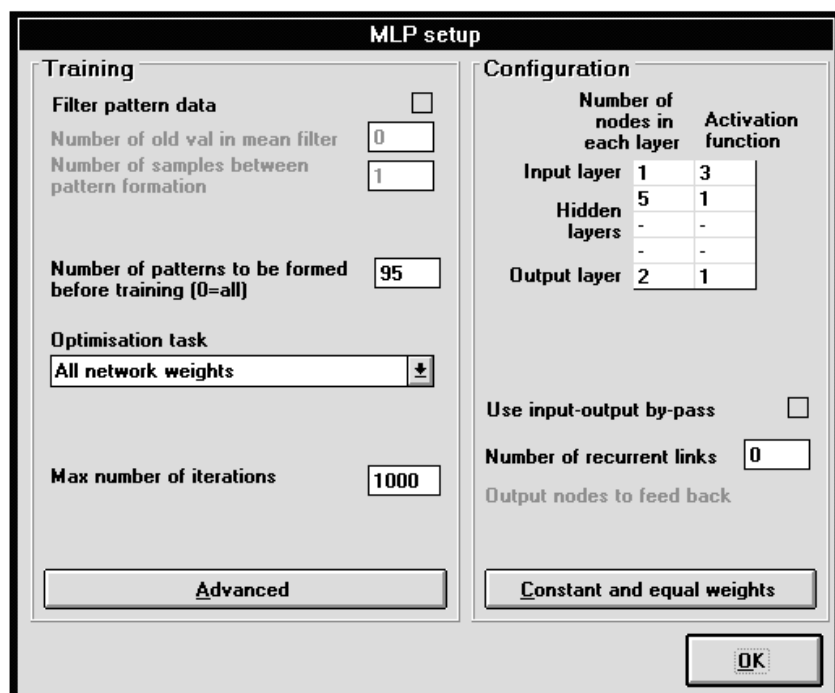 MLP setup
Training
Filter pattern data
Number of old val in mean filter 0
Number of samples between
pattern formation 1
Number of patterns to be formed
before training (0=all) 95
Optimisation task
All network weights
Max number of iterations 1000
Advanced
Configuration
Number of
nodes in
each layer
Activation
function
Input layer 1 3
5 1
Hidden
layers
- -
- -
Output layer 2 1
Use input-output by-pass
Number of recurrent links 0
Output nodes to feed back
Constant and equal weights
OK